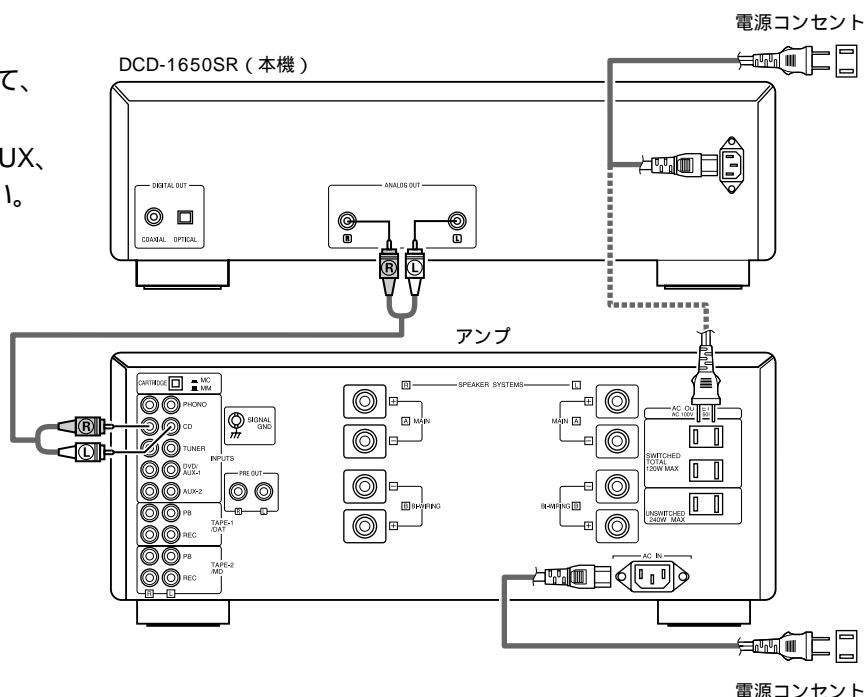 電源コンセント
て、
UX、
い。
DCD-1650SR（本機）
DIGITAL OUT
COAXIAL OPTICAL
ANALOG OUT
R L
R L
アンプ
CARTRIDGE MC
MM
PHONO
CD
TUNER
INPUTS
DVD/
AUX-1
AUX-2
PB
TAPE-1
/DAT
REC
PB
TAPE-2
/MD
REC
R L
R
L
SIGNAL
GND
PRE OUT
R L
R SPEAKER SYSTEMS L
+
A MAIN
−
−
B BI-WIRING
+
+
MAIN A
−
−
BI-WIRING B
+
AC 100V
SWITCHED
TOTAL
120W MAX
UNSWITCHED
240W MAX
AC IN
電源コンセント